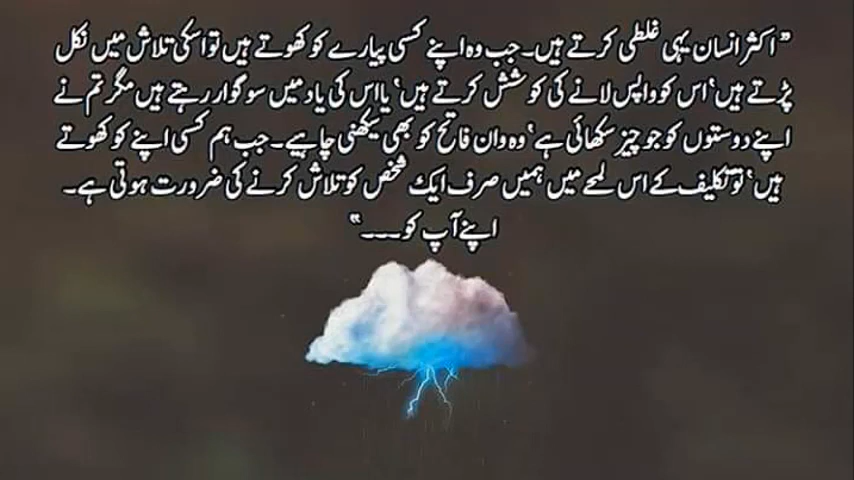 ” اکثر انسان یہی غلطی کرتے ہیں۔ جب وہ اپنے کسی پیارے کو کھوتے ہیں تو اسکی تلاش میں نکل
پڑتے ہیں‘ اس کو واپس لانے کی کوشش کرتے ہیں‘ یا اس کی یاد میں سوگوار رہتے ہیں مگر تم نے
اپنے دوستوں کو جو چیز سکھائی ہے‘ وہ وان فاتح کو بھی سیکھنی چاہیے۔ جب ہم کسی اپنے کو کھوتے
ہیں‘ تو تکلیف کے اس لمحے میں ہمیں صرف ایک شخص کو تلاش کرنے کی ضرورت ہوتی ہے۔
اپنے آپ کو۔۔۔“